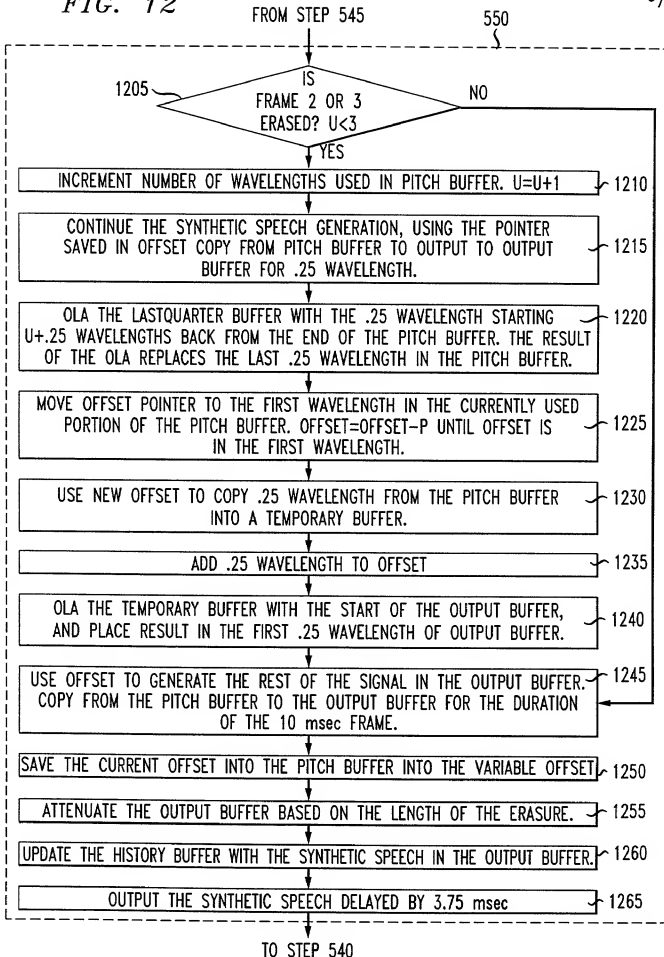 FIG. 12
FROM STEP 545
550
1205
IS
FRAME 2 OR 3
ERASED? U<3
NO
YES
INCREMENT NUMBER OF WAVELENGTHS USED IN PITCH BUFFER. U=U+1
1210
CONTINUE THE SYNTHETIC SPEECH GENERATION, USING THE POINTER
SAVED IN OFFSET COPY FROM PITCH BUFFER TO OUTPUT TO OUTPUT
BUFFER FOR .25 WAVELENGTH.
1215
OLA THE LASTQUARTER BUFFER WITH THE .25 WAVELENGTH STARTING
U+.25 WAVELENGTHS BACK FROM THE END OF THE PITCH BUFFER. THE RESULT
OF THE OLA REPLACES THE LAST .25 WAVELENGTH IN THE PITCH BUFFER.
1220
MOVE OFFSET POINTER TO THE FIRST WAVELENGTH IN THE CURRENTLY USED
PORTION OF THE PITCH BUFFER. OFFSET=OFFSET-P UNTIL OFFSET IS
IN THE FIRST WAVELENGTH.
1225
USE NEW OFFSET TO COPY .25 WAVELENGTH FROM THE PITCH BUFFER
INTO A TEMPORARY BUFFER.
1230
ADD .25 WAVELENGTH TO OFFSET
1235
OLA THE TEMPORARY BUFFER WITH THE START OF THE OUTPUT BUFFER,
AND PLACE RESULT IN THE FIRST .25 WAVELENGTH OF OUTPUT BUFFER.
1240
USE OFFSET TO GENERATE THE REST OF THE SIGNAL IN THE OUTPUT BUFFER.
COPY FROM THE PITCH BUFFER TO THE OUTPUT BUFFER FOR THE DURATION
OF THE 10 msec FRAME.
1245
SAVE THE CURRENT OFFSET INTO THE PITCH BUFFER INTO THE VARIABLE OFFSET
1250
ATTENUATE THE OUTPUT BUFFER BASED ON THE LENGTH OF THE ERASURE.
1255
UPDATE THE HISTORY BUFFER WITH THE SYNTHETIC SPEECH IN THE OUTPUT BUFFER.
1260
OUTPUT THE SYNTHETIC SPEECH DELAYED BY 3.75 msec
1265
TO STEP 540